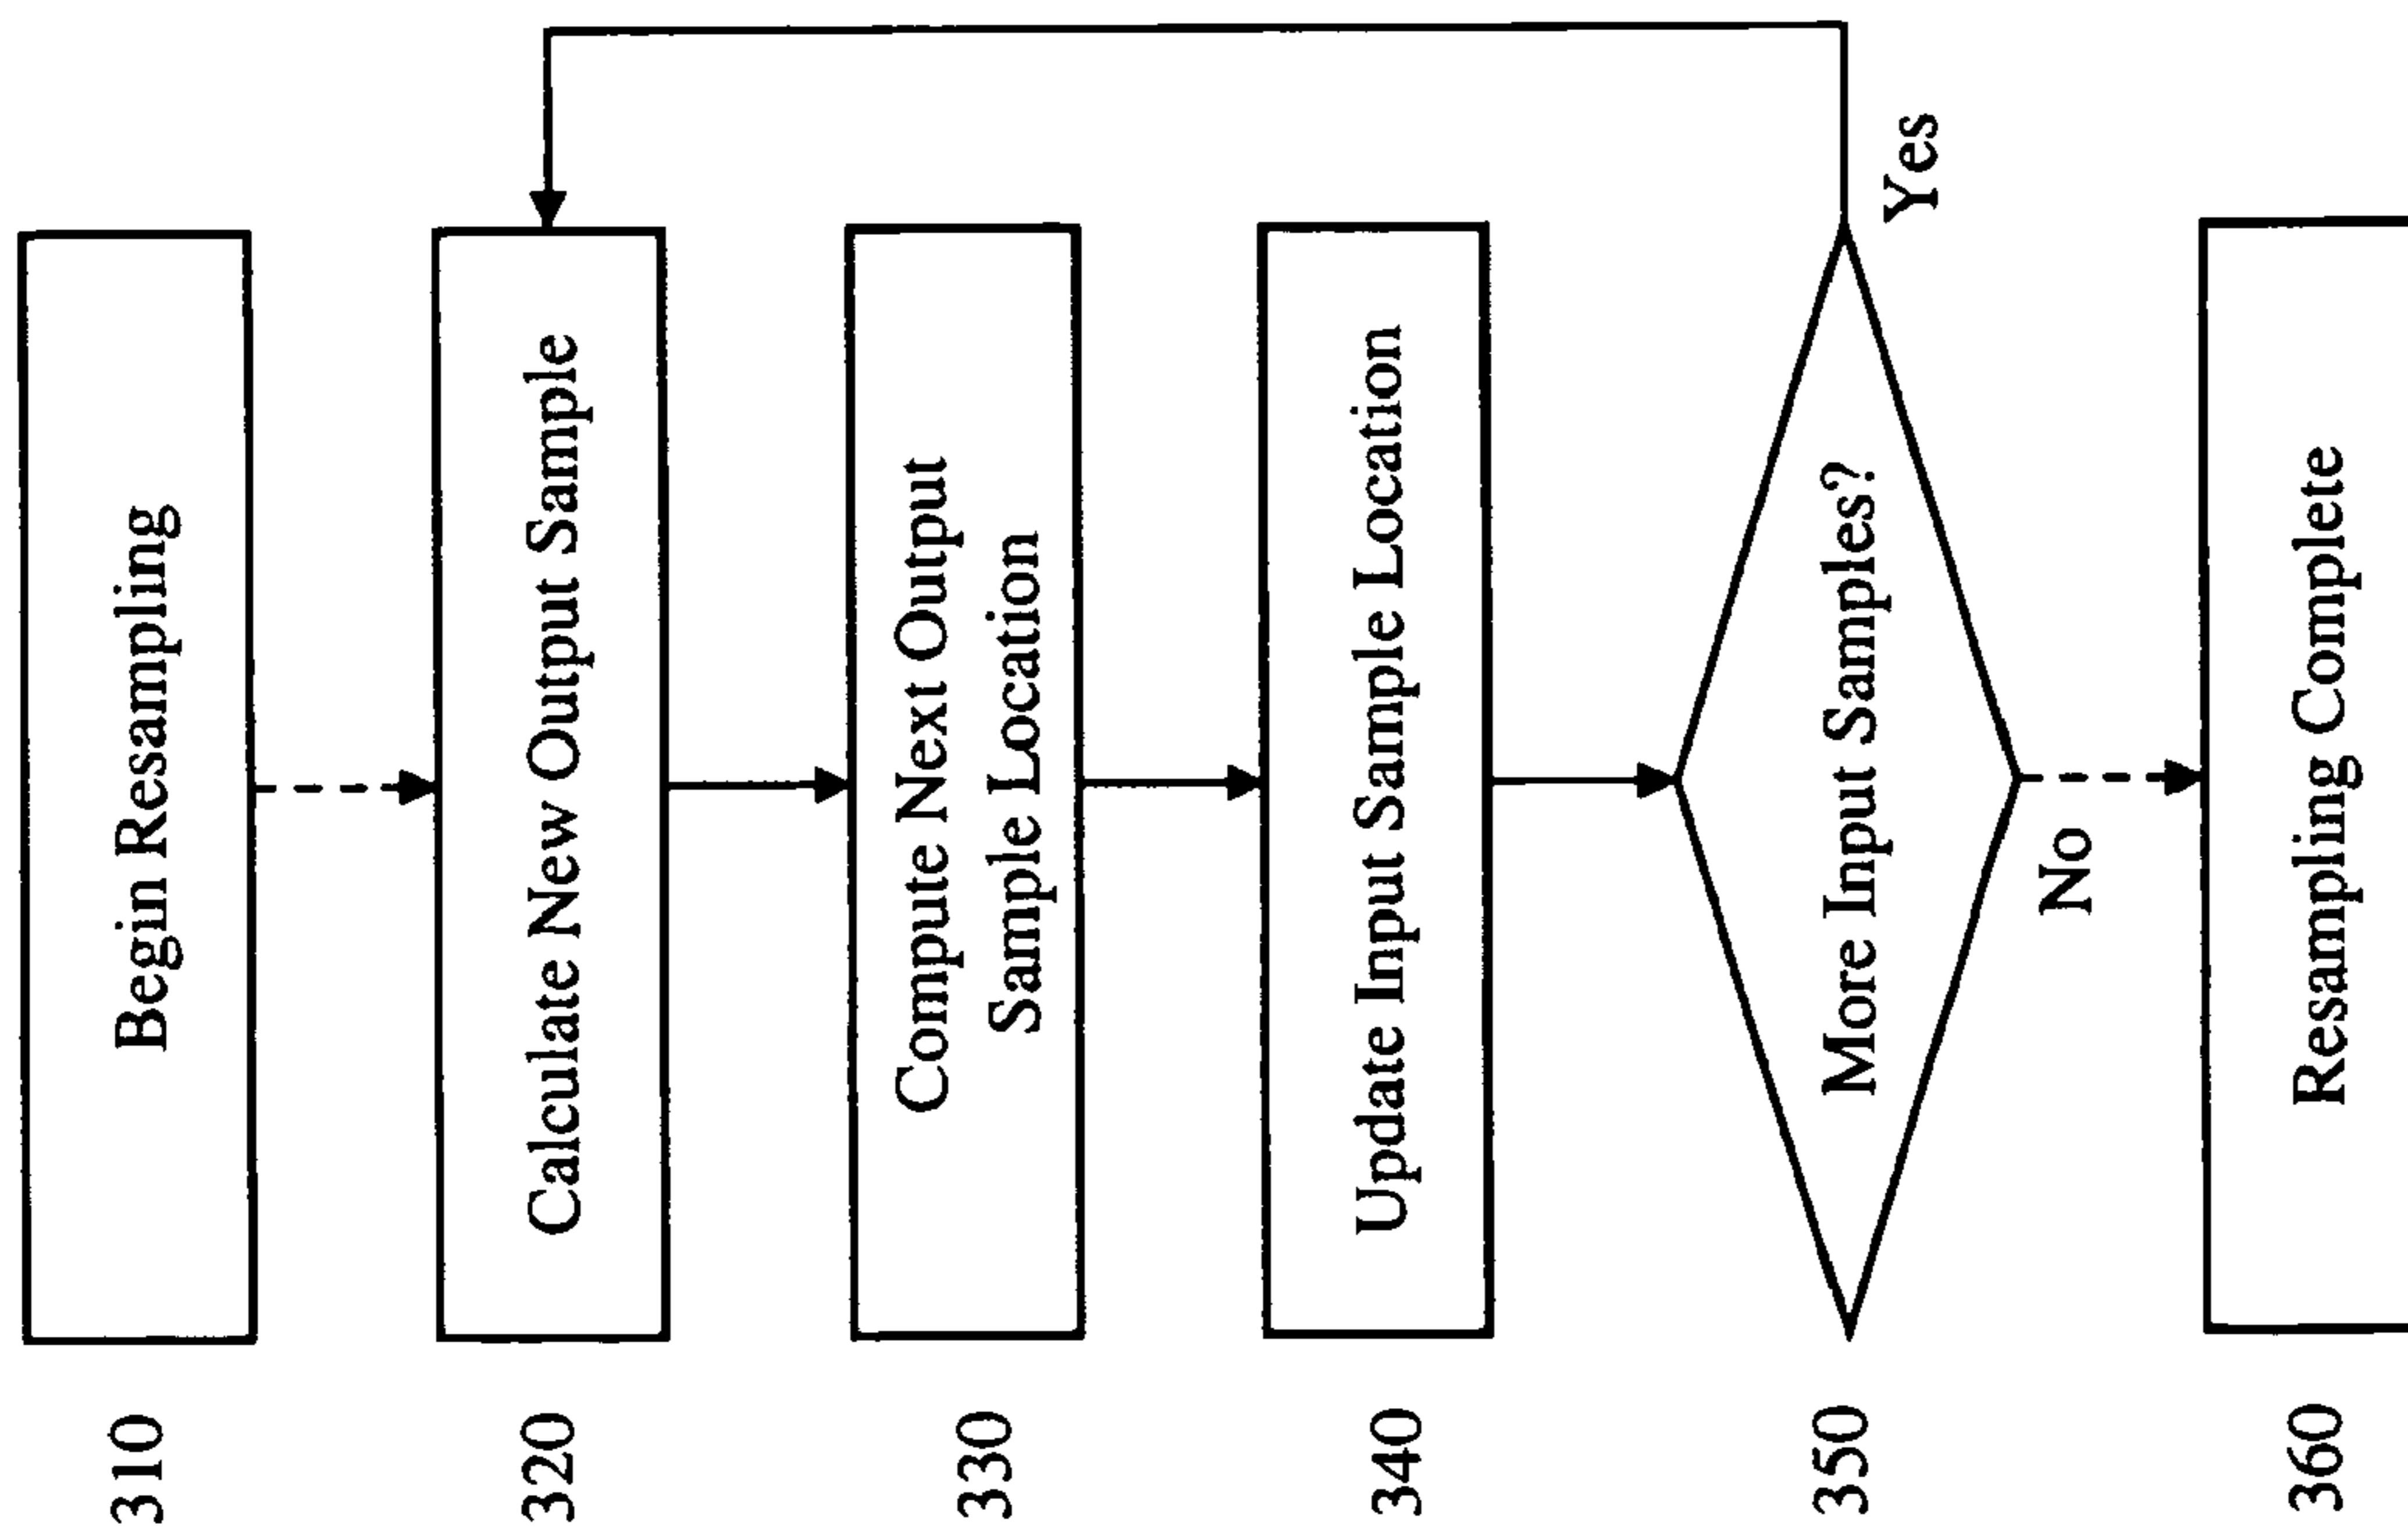 310
Begin Resampling
320
Calculate New Output Sample
330
Compute Next Output
Sample Location
340
Update Input Sample Location
350
More Input Samples?
Yes
No
360
Resampling Complete